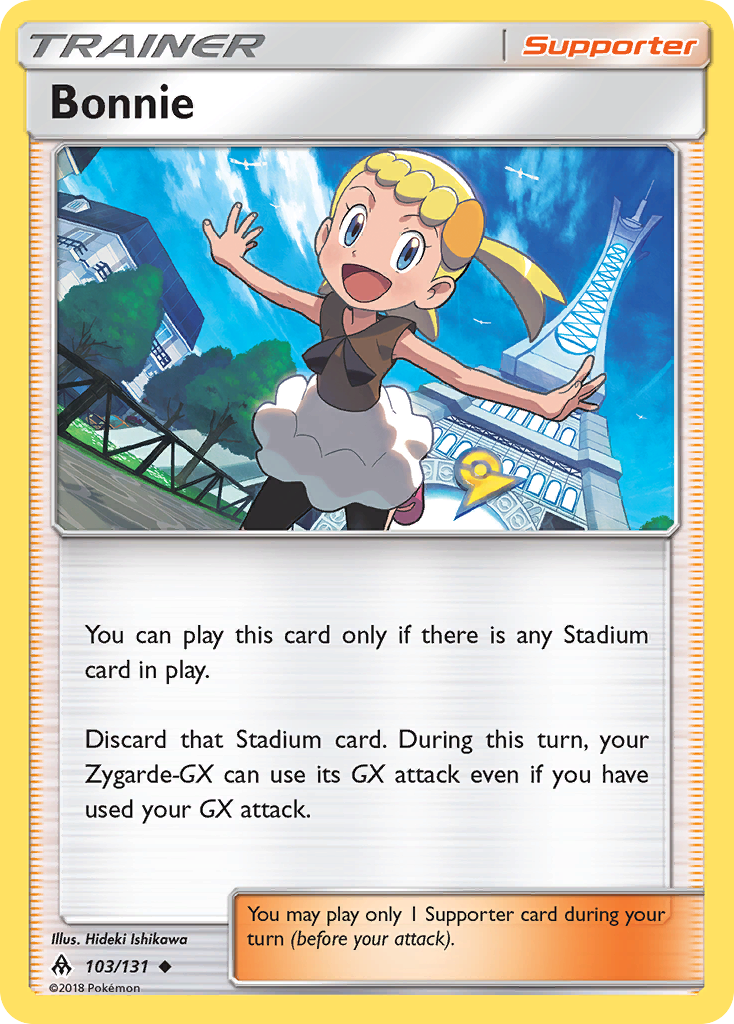 TRAINER
Supporter
Bonnie
You can play this card only if there is any Stadium
card in play.
Discard that Stadium card. During this turn, your
Zygarde-GX can use its GX attack even if you have
used your GX attack.
You may play only 1 Supporter card during your
turn (before your attack).
Illus. Hideki Ishikawa
103/131
©2018 Pokémon